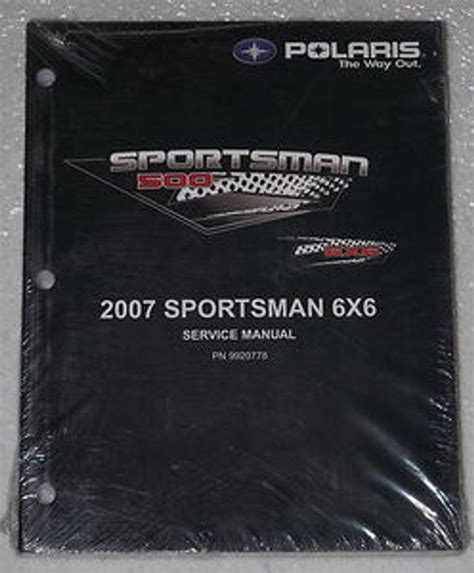 POLARIS
The Way Out.
SPORTSMAN
500
2007 SPORTSMAN 6X6
SERVICE MANUAL
PN 9920778